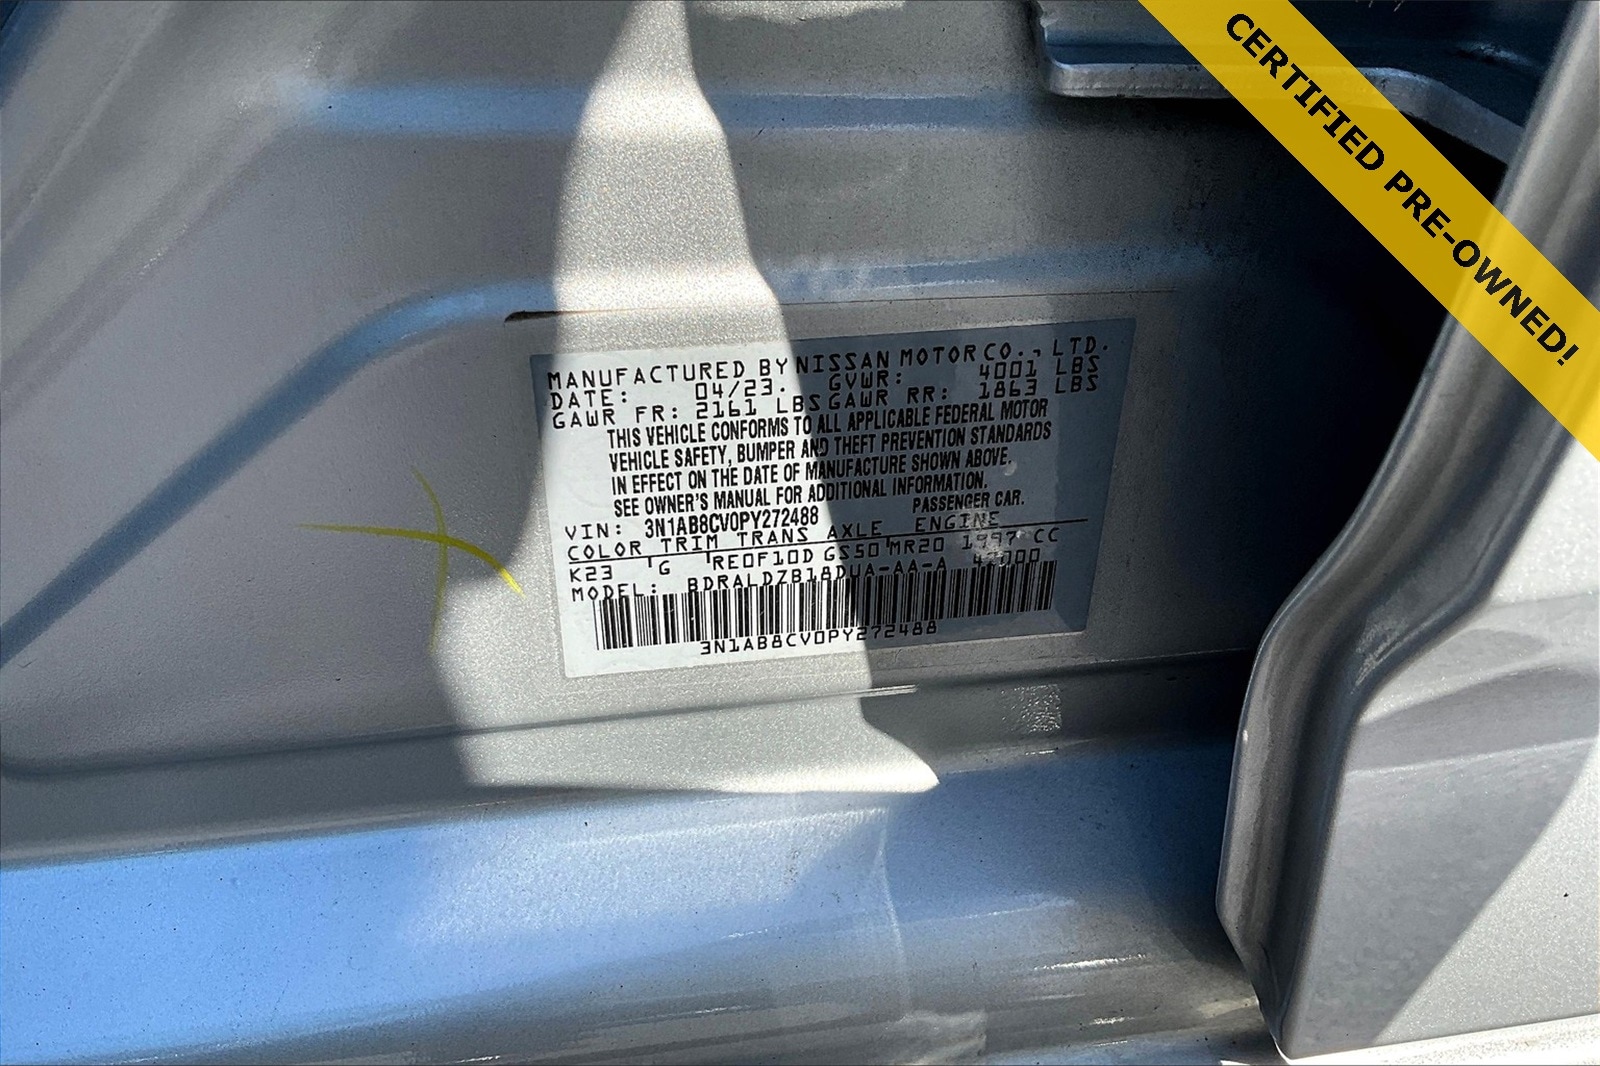 CERTIFIED PRE-OWNED!
MANUFACTURED BY NISSAN MOTOR CO., LTD.
DATE: 04/23. GVWR: 4001 LBS
GAWR FR: 2161 LBS GAWR RR: 1863 LBS
THIS VEHICLE CONFORMS TO ALL APPLICABLE FEDERAL MOTOR
VEHICLE SAFETY, BUMPER AND THEFT PREVENTION STANDARDS
IN EFFECT ON THE DATE OF MANUFACTURE SHOWN ABOVE.
SEE OWNER'S MANUAL FOR ADDITIONAL INFORMATION.
PASSENGER CAR.
VIN: 3N1AB8CV0PY272488
COLOR TRIM TRANS AXLE ENGINE
K23 G RE0F10D GS50 MR20 1997 CC
MODEL: BDRALDZB18DUA-AA-A
3N1AB8CV0PY272488